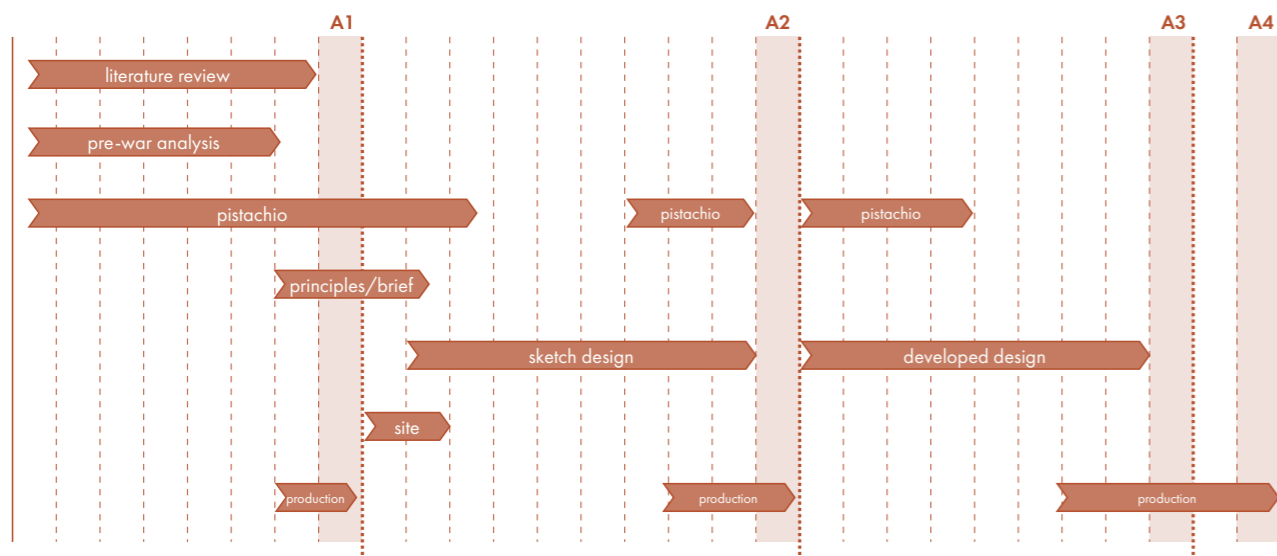 A1
A2
A3
A4
literature review
pre-war analysis
pistachio
pistachio
pistachio
principles/brief
sketch design
developed design
site
production
production
production